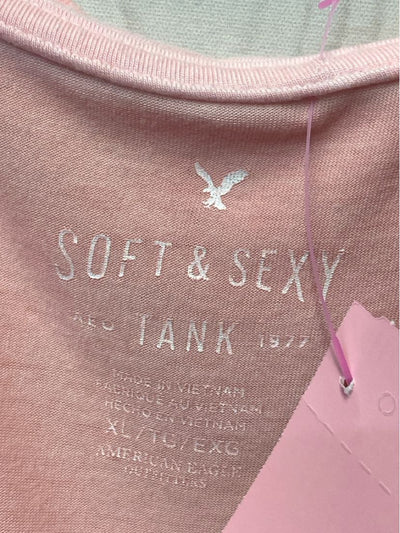 SOFT & SEXY
REG TANK 1977
MADE IN VIETNAM
FABRIQUÉ AU VIETNAM
HECHO EN VIETNAM
XL/TG/EXG
AMERICAN EAGLE
OUTFITTERS